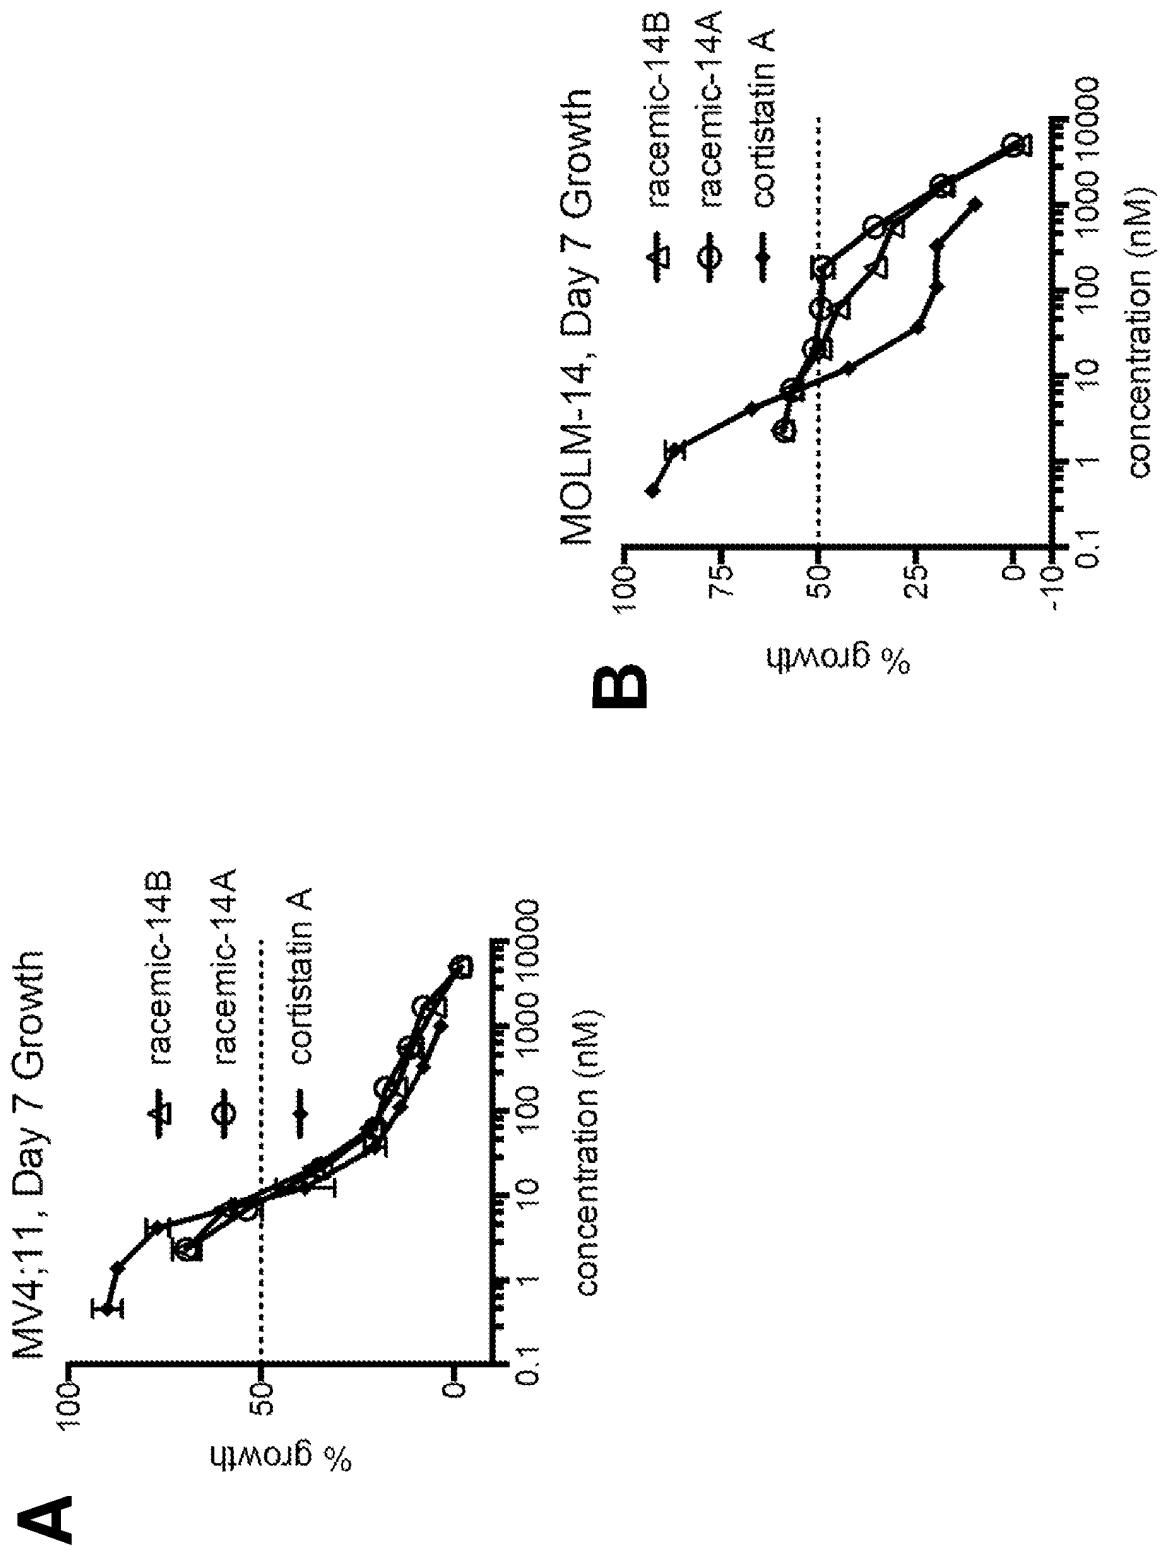 A
MV4;11, Day 7 Growth
100
50
0
% growth
0.1
1
10
100
1000
10000
concentration (nM)
racemic-14B
racemic-14A
cortistatin A
B
MOLM-14, Day 7 Growth
100
75
50
25
0
-10
% growth
0.1
1
10
100
1000
10000
concentration (nM)
racemic-14B
racemic-14A
cortistatin A